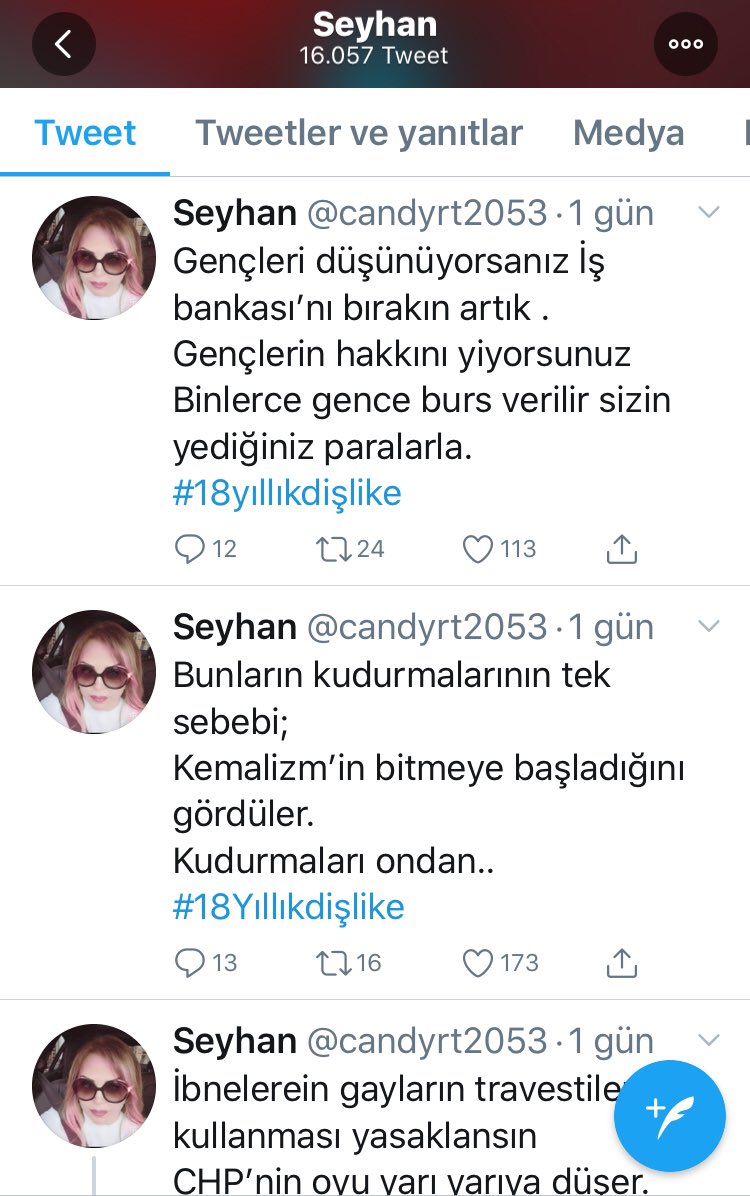 Seyhan
16.057 Tweet
Tweet
Tweetler ve yanıtlar
Medya
Seyhan @candyrt2053 · 1 gün
Gençleri düşünüyorsanız İş
bankası’nı bırakın artık .
Gençlerin hakkını yiyorsunuz
Binlerce gence burs verilir sizin
yediğiniz paralarla.
#18yıllıkdişlike
12 24 113
Seyhan @candyrt2053 · 1 gün
Bunların kudurmalarının tek
sebebi;
Kemalizm’in bitmeye başladığını
gördüler.
Kudurmaları ondan..
#18Yıllıkdişlike
13 16 173
Seyhan @candyrt2053 · 1 gün
İbnelerein gayların
kullanması yasaklansın
CHP’nin oyu yarı yarıya düşer.